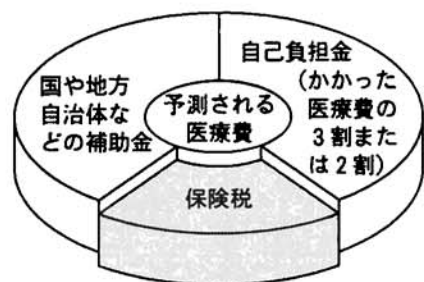 国や地方
自治体な
どの補助金
予測される
医療費
自己負担金
(かかった
医療費の
3割また
は2割)
保険税